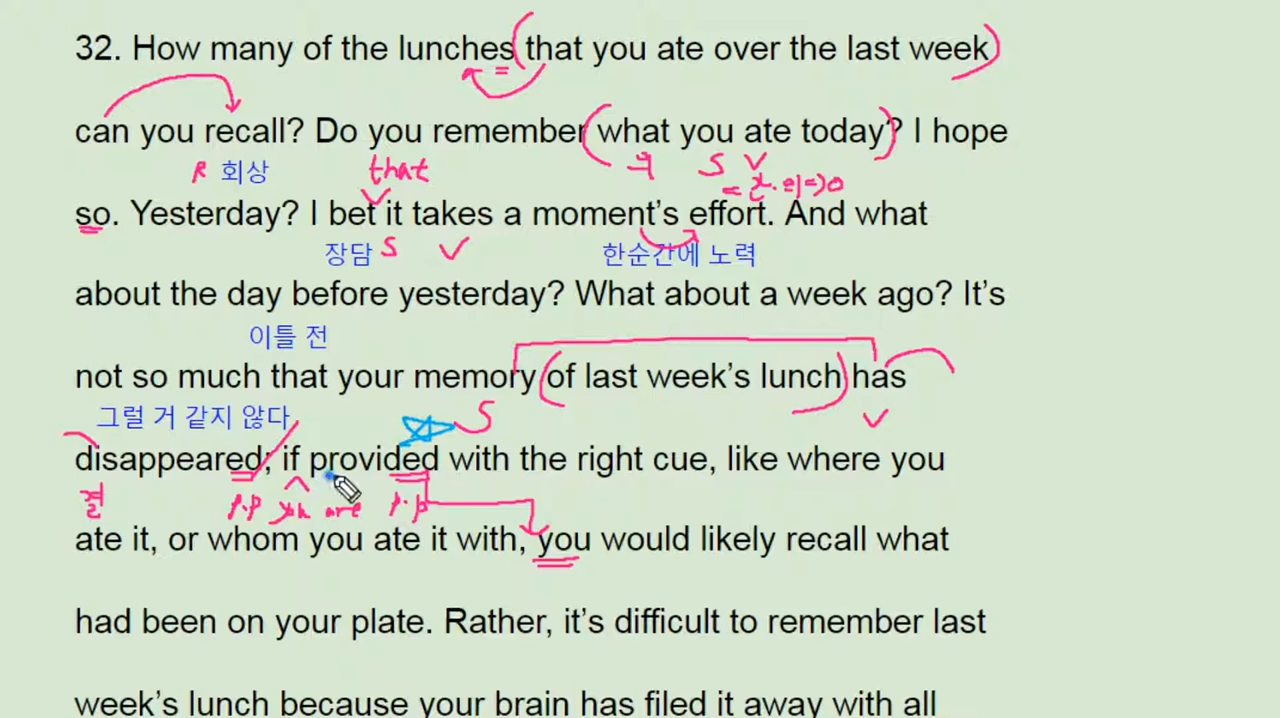 32. How many of the lunches (that you ate over the last week)
=
can you recall? Do you remember (what you ate today)? I hope
R 회상 that S V
so. Yesterday? I bet it takes a moment's effort. And what
장담 S V 한순간에 노력
about the day before yesterday? What about a week ago? It's
이틀 전
not so much that your memory (of last week's lunch) has
그럴 거 같지 않다 S V
disappeared; if provided with the right cue, like where you
p.p you are p.p
ate it, or whom you ate it with, you would likely recall what
had been on your plate. Rather, it's difficult to remember last
week's lunch because your brain has filed it away with all